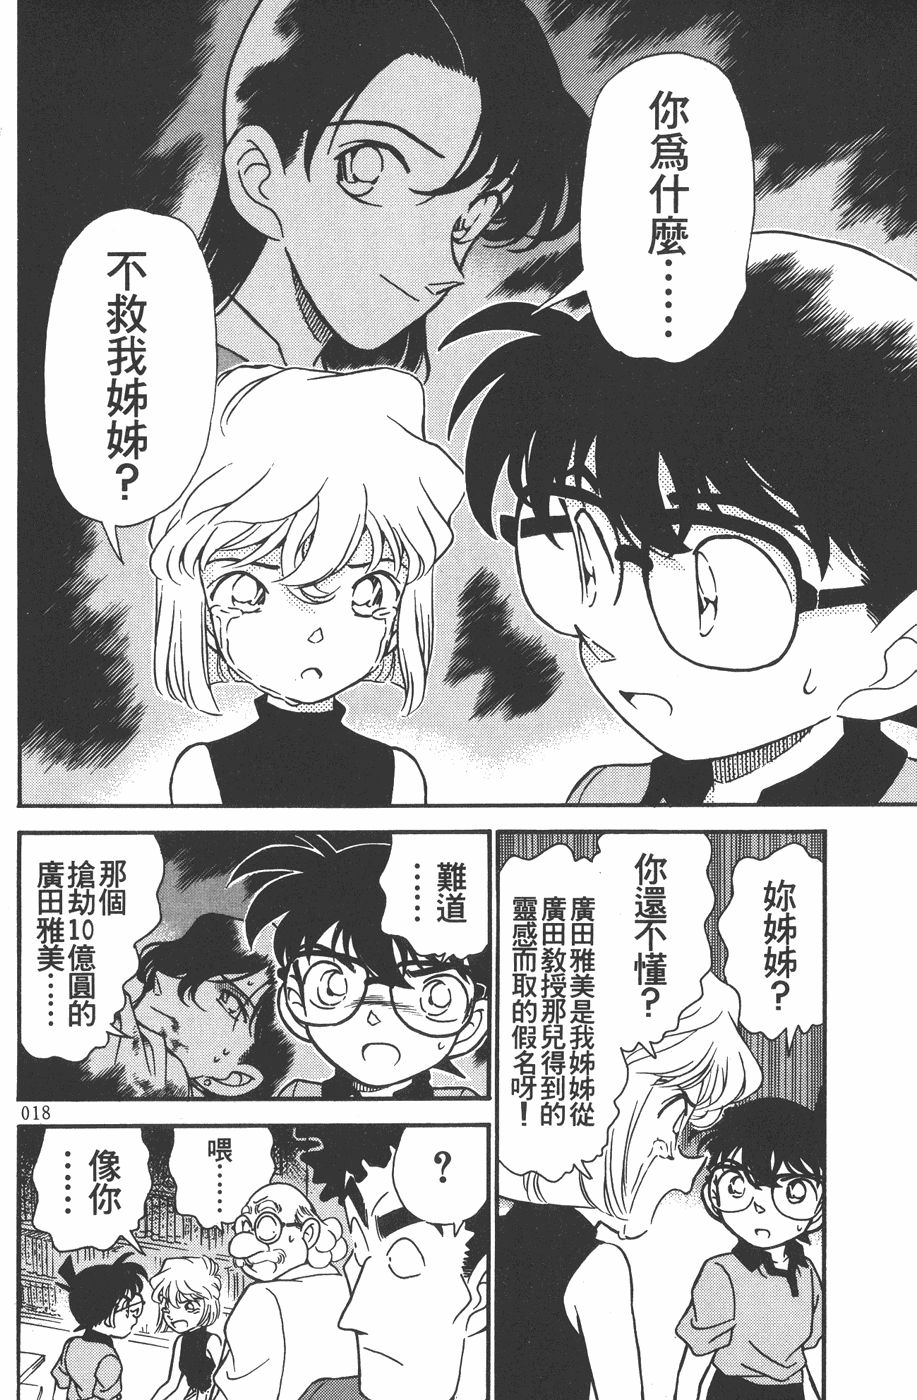 你爲什麼……
不救我姊姊？
妳姊姊？
你還不懂？
廣田雅美是我姊姊從
廣田教授那兒得到的
靈感而取的假名呀！
難道
……
那個
搶劫10億圓的
廣田雅美……
018
？
喂……
像你
……